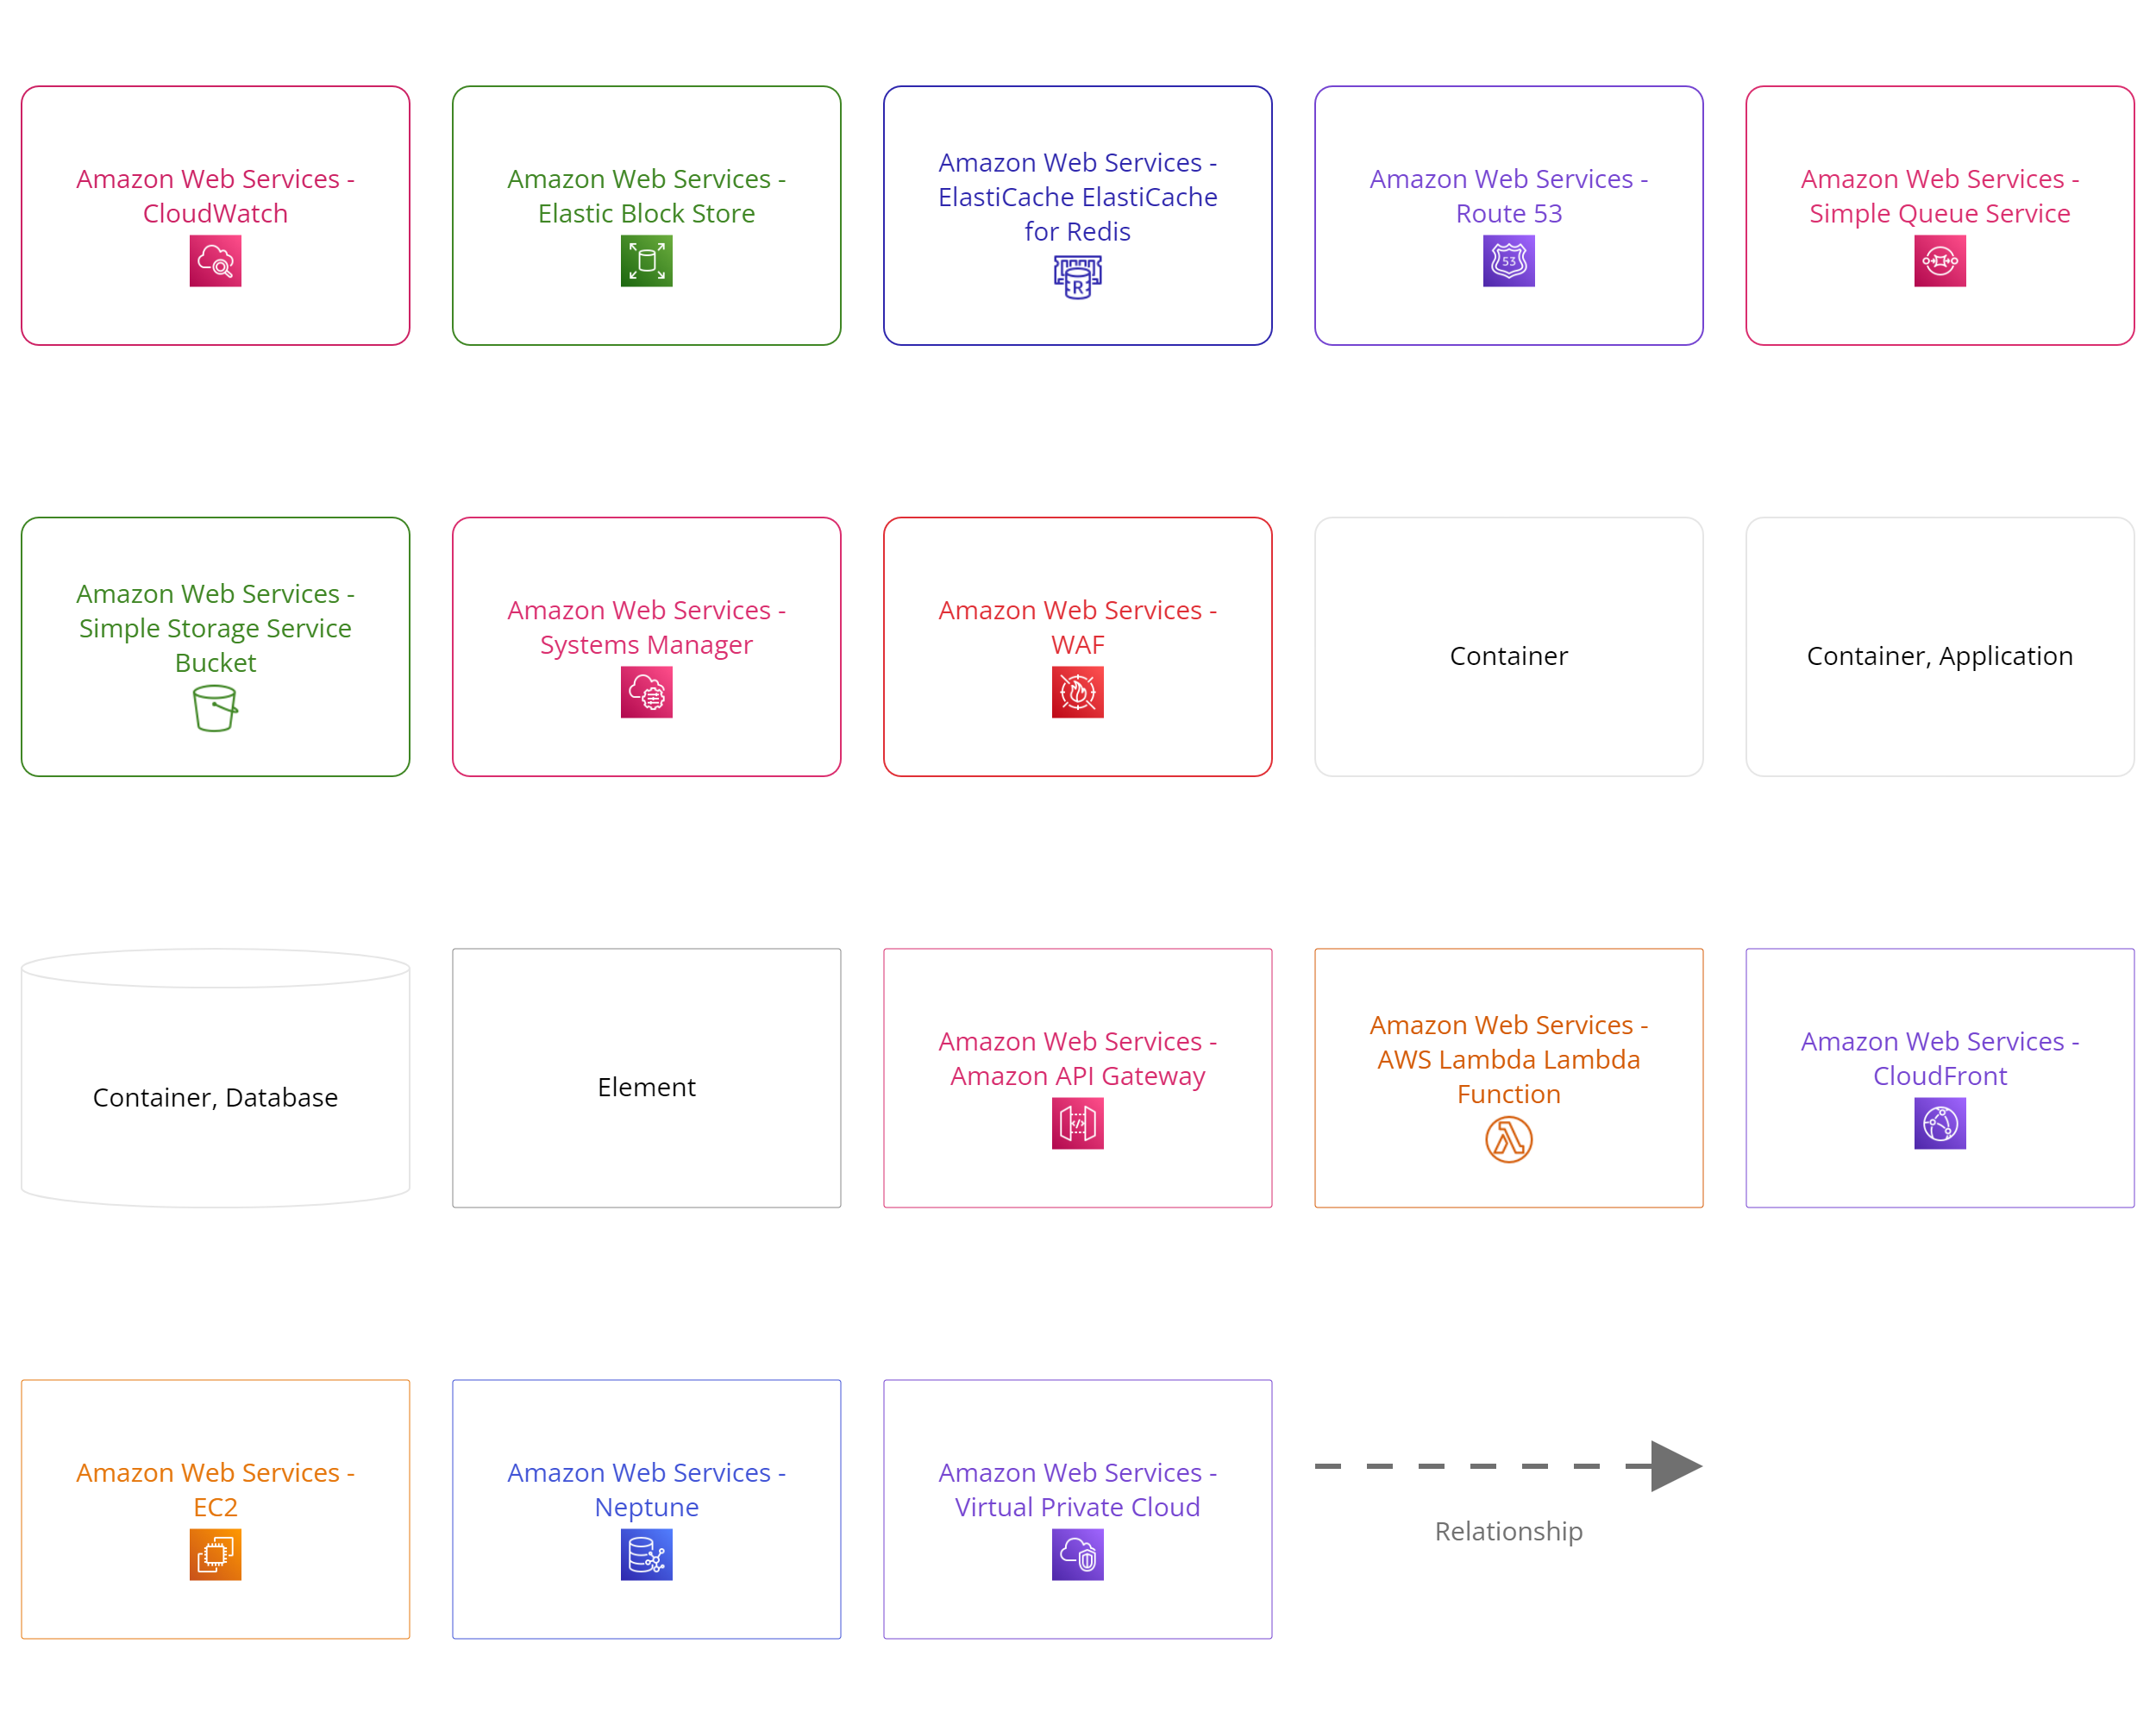 Amazon Web Services -
CloudWatch
Amazon Web Services -
Elastic Block Store
Amazon Web Services -
ElastiCache ElastiCache
for Redis
R
Amazon Web Services -
Route 53
53
Amazon Web Services -
Simple Queue Service
Amazon Web Services -
Simple Storage Service
Bucket
Amazon Web Services -
Systems Manager
Amazon Web Services -
WAF
Container
Container, Application
Container, Database
Element
Amazon Web Services -
Amazon API Gateway
</>
Amazon Web Services -
AWS Lambda Lambda
Function
Amazon Web Services -
CloudFront
Amazon Web Services -
EC2
Amazon Web Services -
Neptune
Amazon Web Services -
Virtual Private Cloud
Relationship